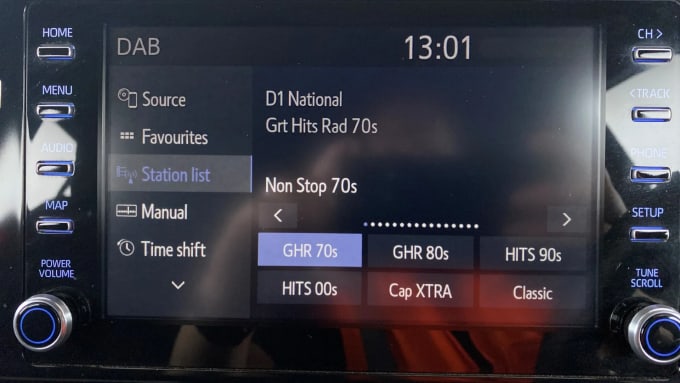 HOME
MENU
AUDIO
MAP
POWER
VOLUME
DAB
13:01
Source
Favourites
Station list
Manual
Time shift
D1 National
Grt Hits Rad 70s
Non Stop 70s
GHR 70s
GHR 80s
HITS 90s
HITS 00s
Cap XTRA
Classic
CH >
<TRACK
PHONE
SETUP
TUNE
SCROLL